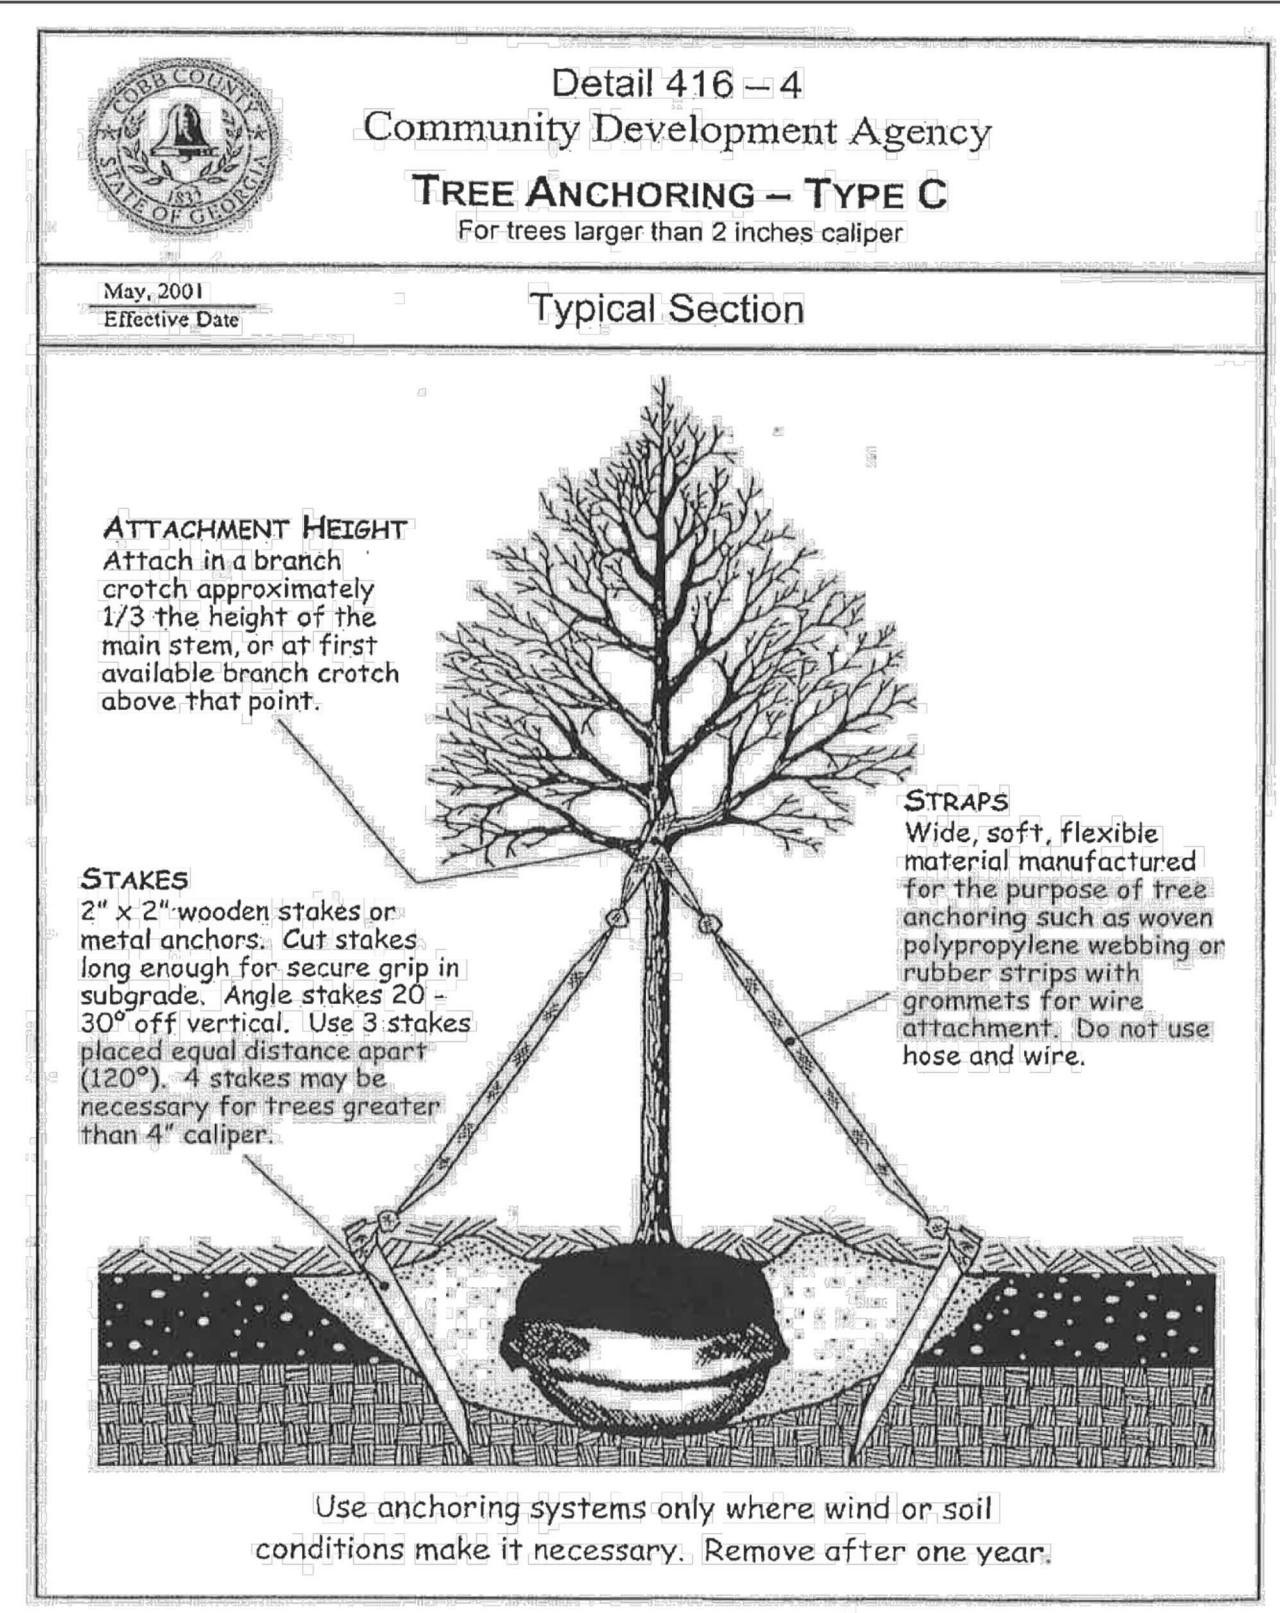 COBB COUNTY
STATE OF GEORGIA
Detail 416 – 4
Community Development Agency
TREE ANCHORING – TYPE C
For trees larger than 2 inches caliper
May, 2001
Effective Date
Typical Section
ATTACHMENT HEIGHT
Attach in a branch
crotch approximately
1/3 the height of the
main stem, or at first
available branch crotch
above that point.
STRAPS
Wide, soft, flexible
material manufactured
for the purpose of tree
anchoring such as woven
polypropylene webbing or
rubber strips with
grommets for wire
attachment. Do not use
hose and wire.
STAKES
2" x 2" wooden stakes or
metal anchors. Cut stakes
long enough for secure grip in
subgrade. Angle stakes 20 -
30° off vertical. Use 3 stakes
placed equal distance apart
(120°). 4 stakes may be
necessary for trees greater
than 4" caliper.
Use anchoring systems only where wind or soil
conditions make it necessary. Remove after one year.